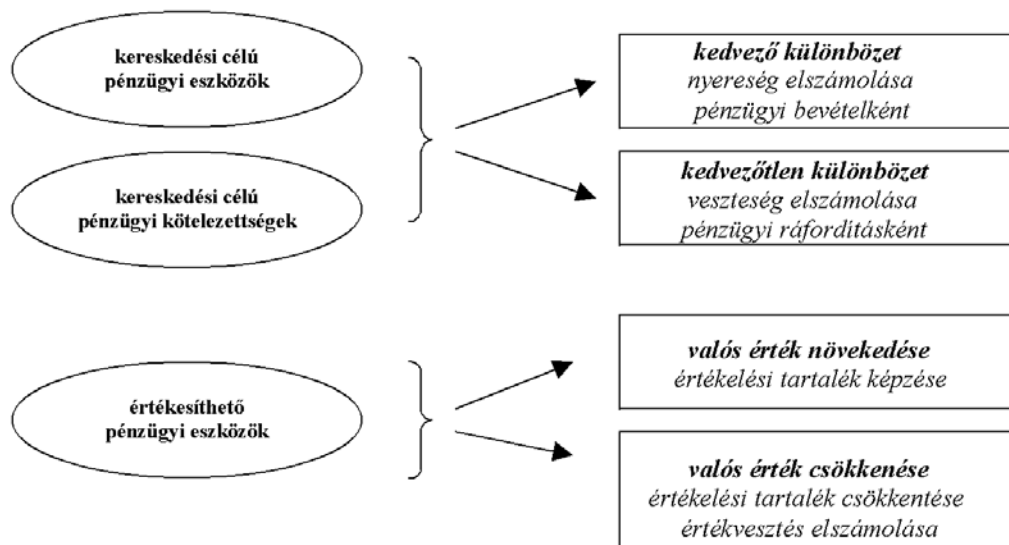 kereskedési célú
pénzügyi eszközök
kedvező különbözet
nyereség elszámolása
pénzügyi bevételként
kereskedési célú
pénzügyi kötelezettségek
kedvezőtlen különbözet
veszteség elszámolása
pénzügyi ráfordításként
értékesíthető
pénzügyi eszközök
valós érték növekedése
értékelési tartalék képzése
valós érték csökkenése
értékelési tartalék csökkentése
értékvesztés elszámolása